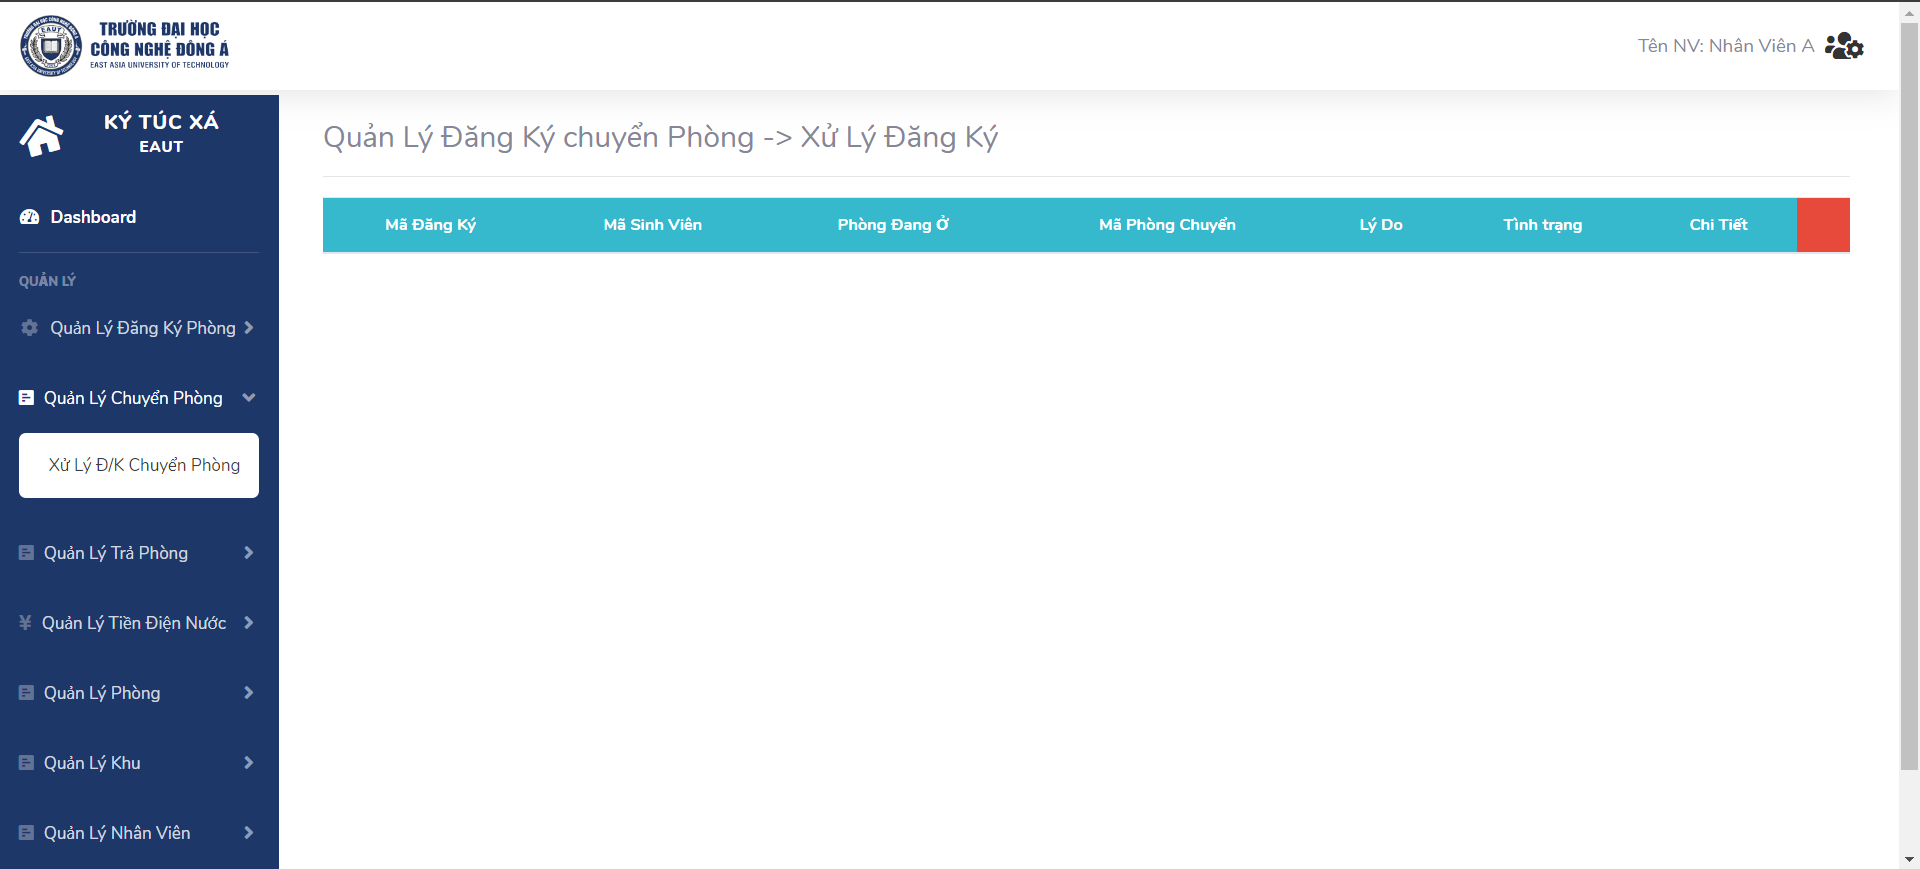 TRƯỜNG ĐẠI HỌC
CÔNG NGHỆ ĐÔNG Á
EAST ASIA UNIVERSITY OF TECHNOLOGY
Tên NV: Nhân Viên A
KÝ TÚC XÁ
EAUT
Dashboard
QUẢN LÝ
Quản Lý Đăng Ký Phòng
Quản Lý Chuyển Phòng
Xử Lý Đ/K Chuyển Phòng
Quản Lý Trả Phòng
¥ Quản Lý Tiền Điện Nước
Quản Lý Phòng
Quản Lý Khu
Quản Lý Nhân Viên
Quản Lý Đăng Ký chuyển Phòng -> Xử Lý Đăng Ký
Mã Đăng Ký Mã Sinh Viên Phòng Đang Ở Mã Phòng Chuyển Lý Do Tình trạng Chi Tiết